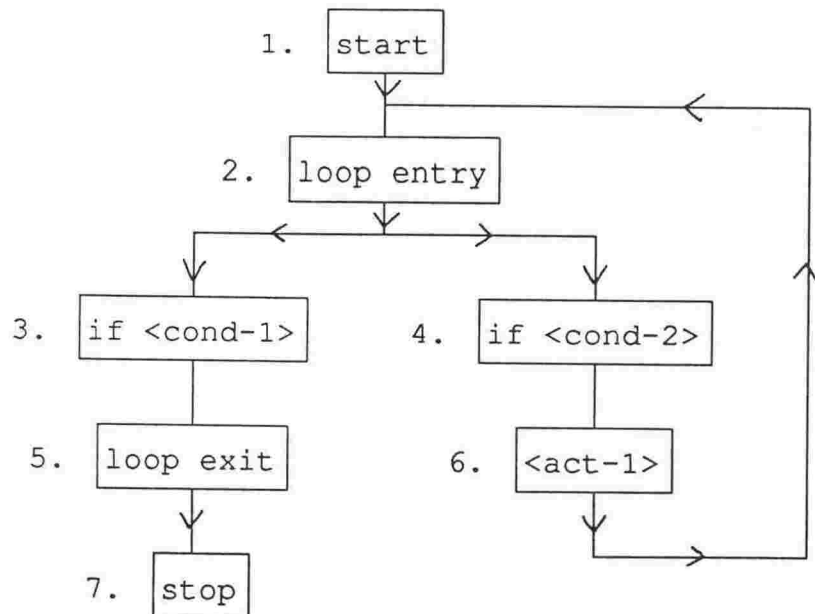 1. start
2. loop entry
3. if <cond-1>
4. if <cond-2>
5. loop exit
6. <act-1>
7. stop